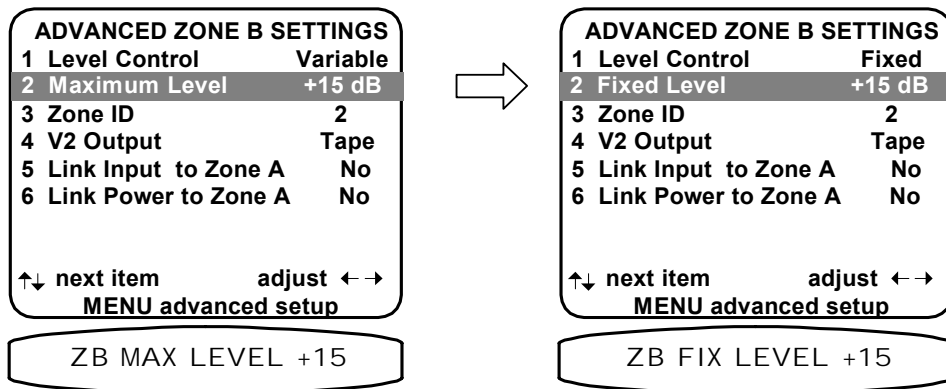 ADVANCED ZONE B SETTINGS
1 Level Control Variable
2 Maximum Level +15 dB
3 Zone ID 2
4 V2 Output Tape
5 Link Input to Zone A No
6 Link Power to Zone A No
↑↓ next item adjust ←→
MENU advanced setup
ZB MAX LEVEL +15
ADVANCED ZONE B SETTINGS
1 Level Control Fixed
2 Fixed Level +15 dB
3 Zone ID 2
4 V2 Output Tape
5 Link Input to Zone A No
6 Link Power to Zone A No
↑↓ next item adjust ←→
MENU advanced setup
ZB FIX LEVEL +15